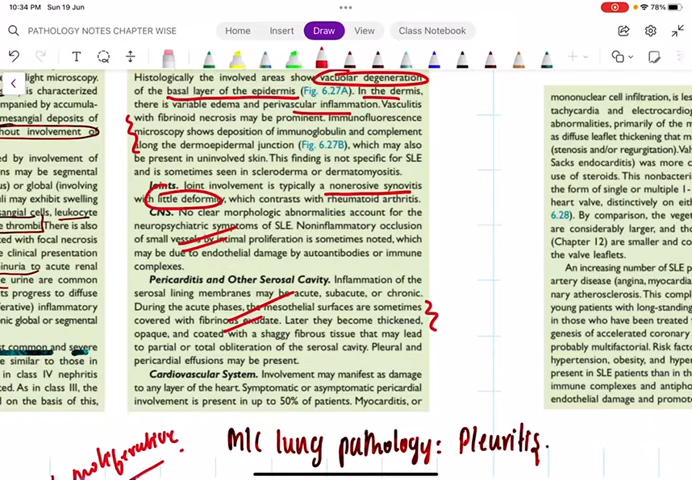 10:34 PM Sun 19 Jun
78%
PATHOLOGY NOTES CHAPTER WISE
Home Insert Draw View Class Notebook
light microscopy.
is characterized
mpanied by accumula-
mesangial deposits of
hout involvement of
ed by involvement of
ns may be segmental
s) or global (involving
li may exhibit swelling
sangial cells, leukocyte
e thrombi. There is also
ted with focal necrosis
e clinical presentation
inuria to acute renal
e urine are common
its progress to diffuse
ferative) inflammatory
nic global or segmental
st common and severe
e similar to those in
in class IV nephritis
ted. As in class III, the
d on the basis of this,
Histologically the involved areas show vacuolar degeneration
of the basal layer of the epidermis (Fig. 6.27A). In the dermis,
there is variable edema and perivascular inflammation. Vasculitis
with fibrinoid necrosis may be prominent. Immunofluorescence
microscopy shows deposition of immunoglobulin and complement
along the dermoepidermal junction (Fig. 6.27B), which may also
be present in uninvolved skin. This finding is not specific for SLE
and is sometimes seen in scleroderma or dermatomyositis.
Joints. Joint involvement is typically a nonerosive synovitis
with little deformity, which contrasts with rheumatoid arthritis.
CNS. No clear morphologic abnormalities account for the
neuropsychiatric symptoms of SLE. Noninflammatory occlusion
of small vessels by intimal proliferation is sometimes noted, which
may be due to endothelial damage by autoantibodies or immune
complexes.
Pericarditis and Other Serosal Cavity. Inflammation of the
serosal lining membranes may be acute, subacute, or chronic.
During the acute phases, the mesothelial surfaces are sometimes
covered with fibrinous exudate. Later they become thickened,
opaque, and coated with a shaggy fibrous tissue that may lead
to partial or total obliteration of the serosal cavity. Pleural and
pericardial effusions may be present.
Cardiovascular System. Involvement may manifest as damage
to any layer of the heart. Symptomatic or asymptomatic pericardial
involvement is present in up to 50% of patients. Myocarditis, or
mononuclear cell infiltration, is les
tachycardia and electrocardiog
abnormalities, primarily of the m
as diffuse leaflet thickening that m
(stenosis and/or regurgitation). Val
Sacks endocarditis) was more c
use of steroids. This nonbacteri
the form of single or multiple 1-
heart valve, distinctively on eit
6.28). By comparison, the veget
are considerably larger, and tho
(Chapter 12) are smaller and co
the valve leaflets.
An increasing number of SLE p
artery disease (angina, myocardia
nary atherosclerosis. This compl
young patients with long-standing
in those who have been treated
genesis of accelerated coronary
probably multifactorial. Risk facto
hypertension, obesity, and hyper
present in SLE patients than in t
immune complexes and antipho
endothelial damage and promote
M/C lung pathology: Pleuritis.